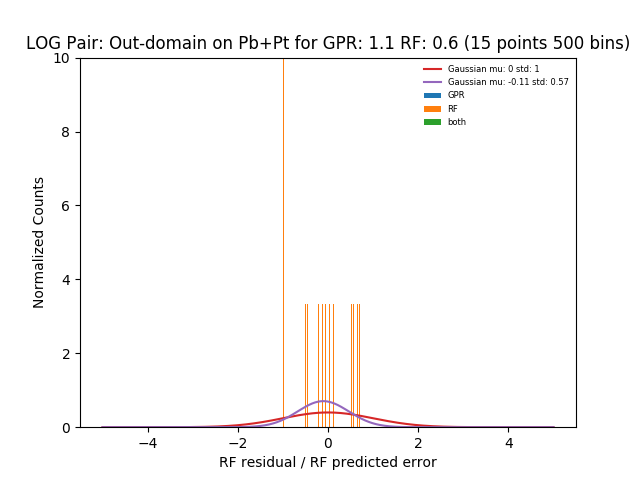 LOG Pair: Out-domain on Pb+Pt for GPR: 1.1 RF: 0.6 (15 points 500 bins)
Gaussian mu: 0 std: 1
Gaussian mu: -0.11 std: 0.57
GPR
RF
both
Normalized Counts
10
8
6
4
2
0
−4
−2
0
2
4
RF residual / RF predicted error